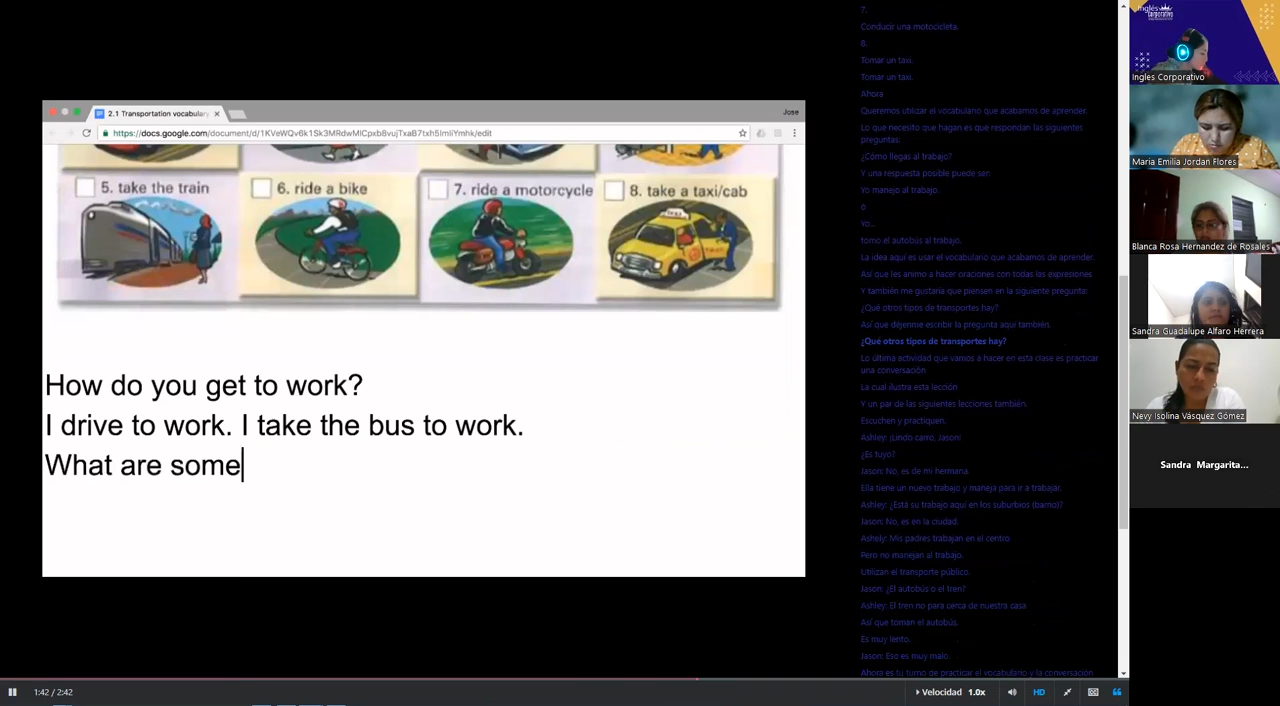 2.1 Transportation vocabulary
Jose
https://docs.google.com/document/d/1KVeWQv6k1Sk3MRdwMlCpxb8vujTxaB7txh5ImliYmhk/edit
5. take the train
6. ride a bike
7. ride a motorcycle
8. take a taxi/cab
How do you get to work?
I drive to work. I take the bus to work.
What are some
7.
Conducir una motocicleta.
8.
Tomar un taxi.
Tomar un taxi.
Ahora
Queremos utilizar el vocabulario que acabamos de aprender.
Lo que necesito que hagan es que respondan las siguientes
preguntas:
¿Cómo llegas al trabajo?
Y una respuesta posible puede ser:
Yo manejo al trabajo.
o
Yo...
tomo el autobús al trabajo.
La idea aquí es usar el vocabulario que acabamos de aprender.
Así que les animo a hacer oraciones con todas las expresiones
Y también me gustaría que piensen en la siguiente pregunta:
¿Qué otros tipos de transportes hay?
Así que déjenme escribir la pregunta aquí también.
¿Qué otros tipos de transportes hay?
Lo última actividad que vamos a hacer en esta clase es practicar
una conversación
La cual ilustra esta lección
Y un par de las siguientes lecciones también.
Escuchen y practiquen.
Ashley: ¡Lindo carro, Jason!
¿Es tuyo?
Jason: No, es de mi hermana.
Ella tiene un nuevo trabajo y maneja para ir a trabajar.
Ashley: ¿Está su trabajo aquí en los suburbios (barrio)?
Jason: No, es en la ciudad.
Ashely: Mis padres trabajan en el centro
Pero no manejan al trabajo.
Utilizan el transporte público.
Jason: ¿El autobús o el tren?
Ashley: El tren no para cerca de nuestra casa
Así que toman el autobús.
Es muy lento.
Jason: Eso es muy malo.
Ahora es tu turno de practicar el vocabulario y la conversación
1:42 / 2:42
Velocidad 1.0x
HD
Inglés
Corporativo
Ingles Corporativo
Maria Emilia Jordan Flores
Blanca Rosa Hernandez de Rosales
Sandra Guadalupe Alfaro Herrera
Nevy Isolina Vásquez Gómez
Sandra Margarita...